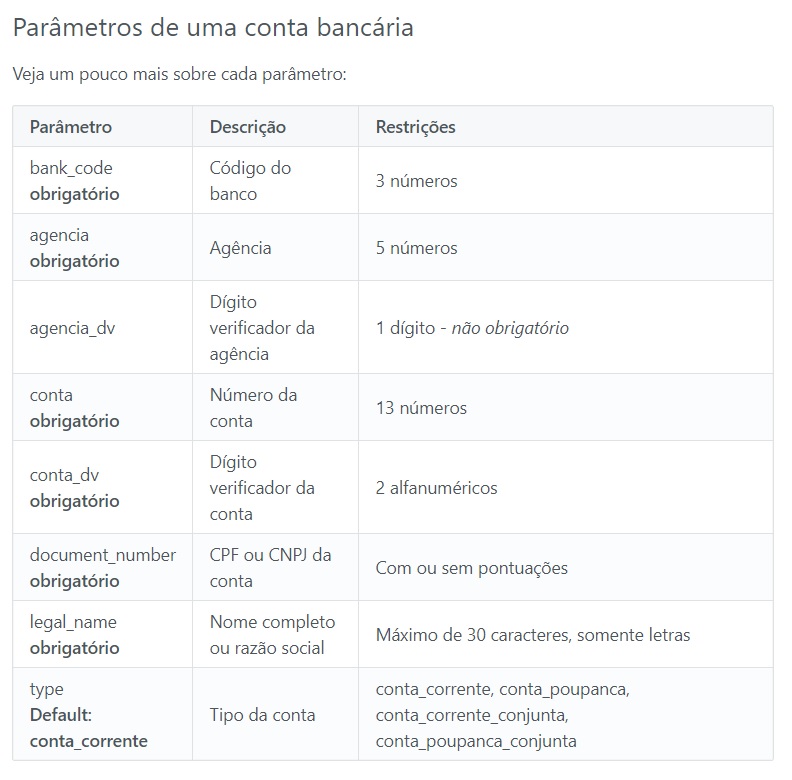 Parâmetros de uma conta bancária
Veja um pouco mais sobre cada parâmetro:
Parâmetro Descrição Restrições
bank_code
obrigatório
Código do
banco
3 números
agencia
obrigatório
Agência
5 números
agencia_dv
Dígito
verificador da
agência
1 dígito - não obrigatório
conta
obrigatório
Número da
conta
13 números
conta_dv
obrigatório
Dígito
verificador da
conta
2 alfanuméricos
document_number
obrigatório
CPF ou CNPJ da
conta
Com ou sem pontuações
legal_name
obrigatório
Nome completo
ou razão social
Máximo de 30 caracteres, somente letras
type
Default:
conta_corrente
Tipo da conta
conta_corrente, conta_poupanca,
conta_corrente_conjunta,
conta_poupanca_conjunta